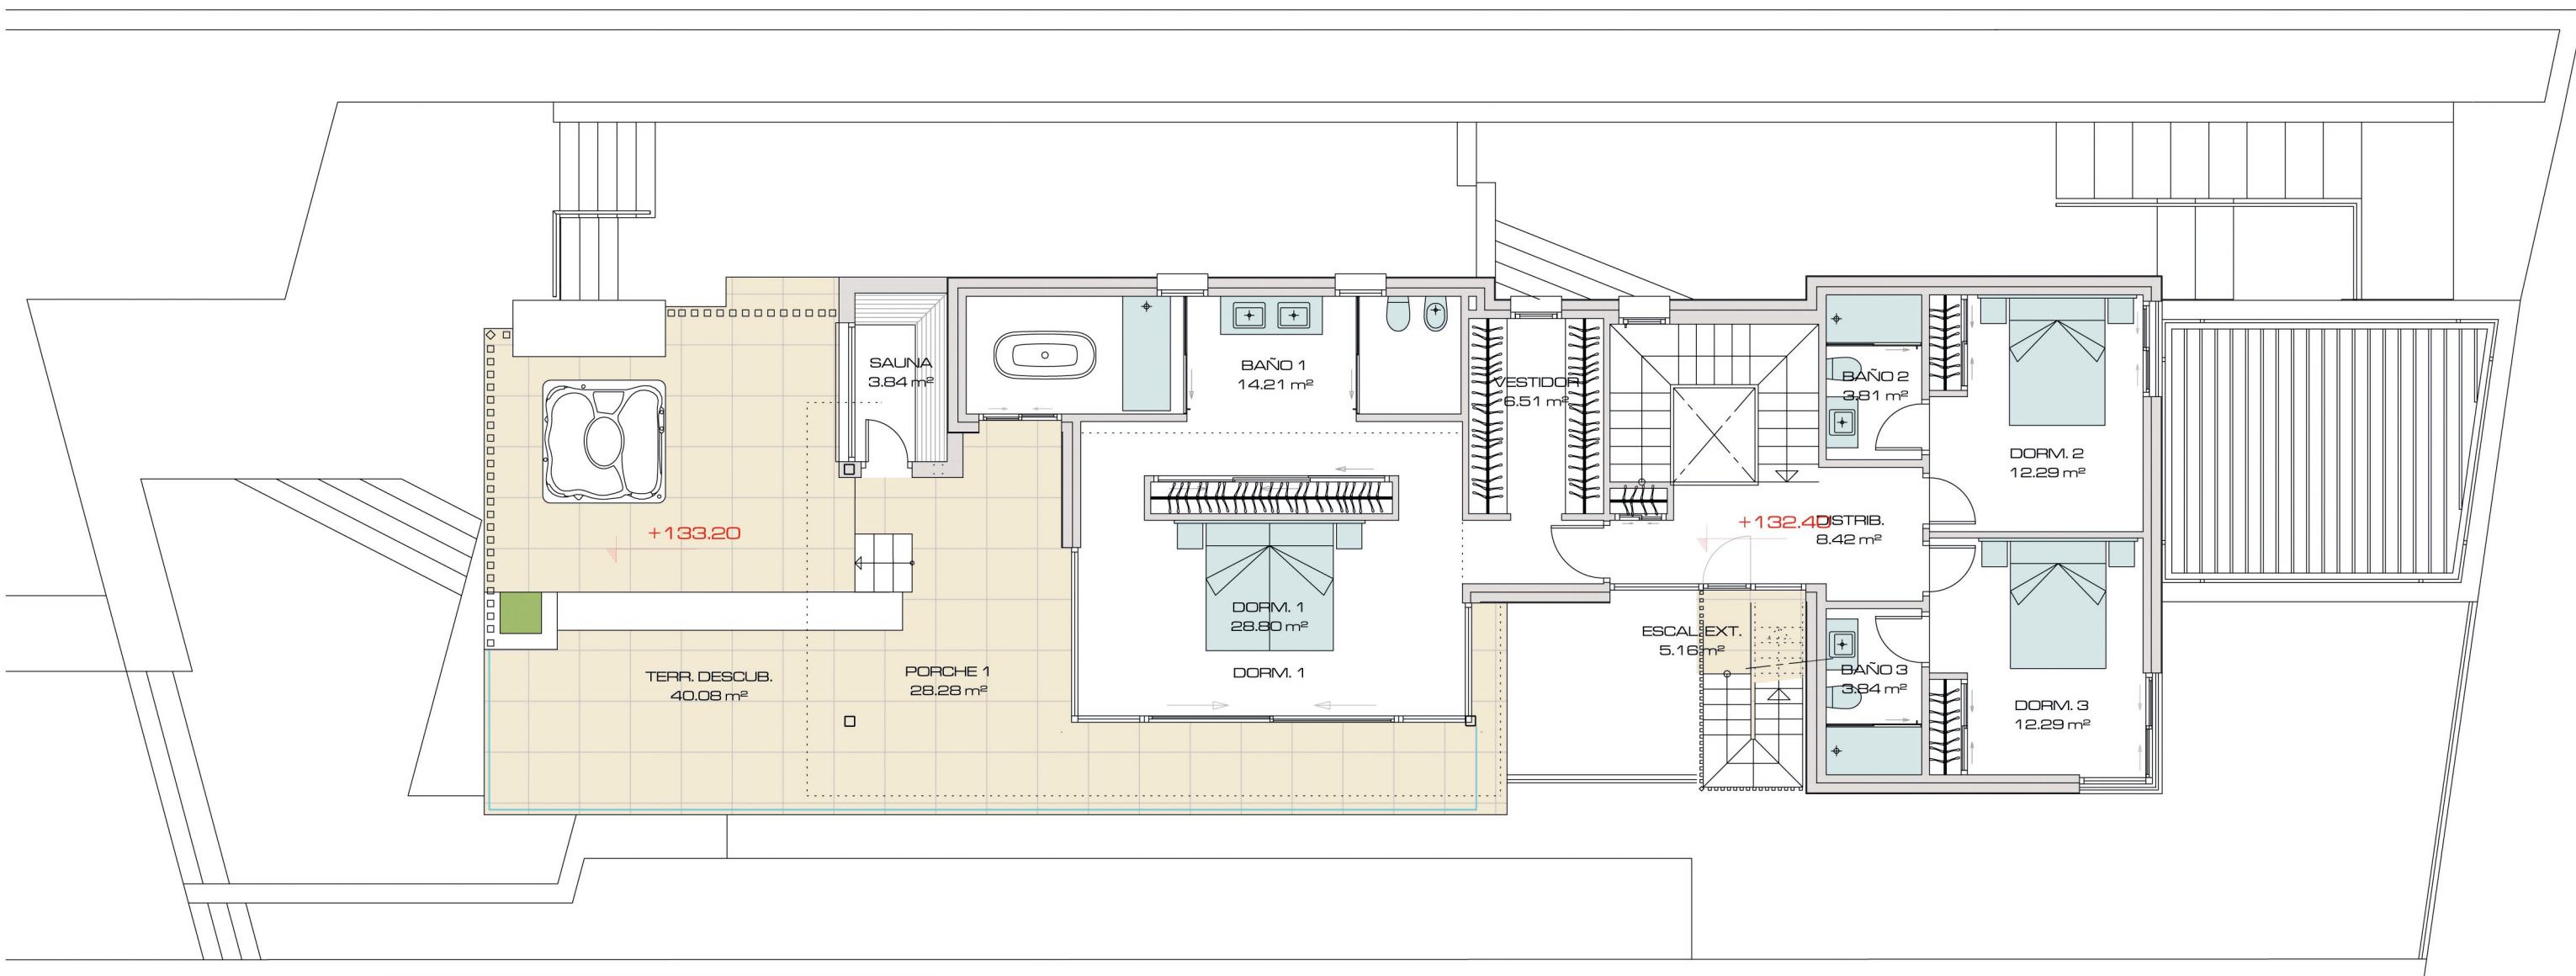 SAUNA
3.84 m²
BAÑO 1
14.21 m²
VESTIDOR
6.51 m²
BAÑO 2
3.81 m²
DORM. 2
12.29 m²
+133.20
+132.40
DISTRIB.
8.42 m²
DORM. 1
28.80 m²
DORM. 1
TERR. DESCUB.
40.08 m²
PORCHE 1
28.28 m²
ESCAL.EXT.
5.16 m²
BAÑO 3
3.84 m²
DORM. 3
12.29 m²